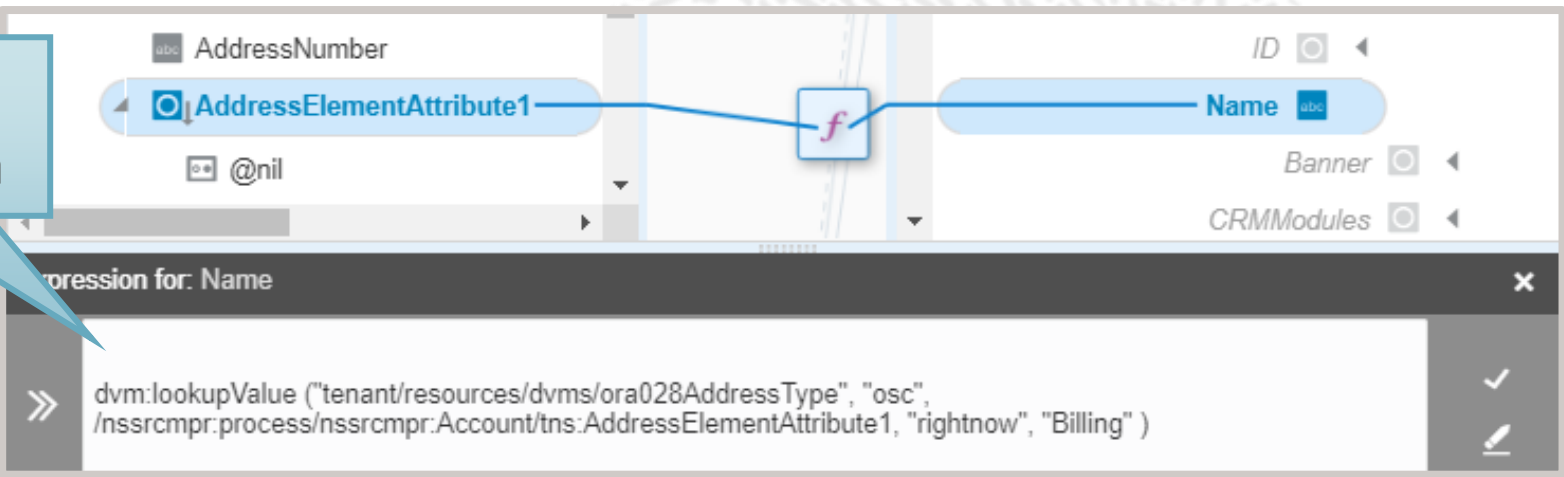 AddressNumber
ID
AddressElementAttribute1
f
Name
@nil
Banner
CRMModules
for: Name
dvm:lookupValue ("tenant/resources/dvms/ora028AddressType", "osc",
/nssrcmpr:process/nssrcmpr:Account/tns:AddressElementAttribute1, "rightnow", "Billing" )